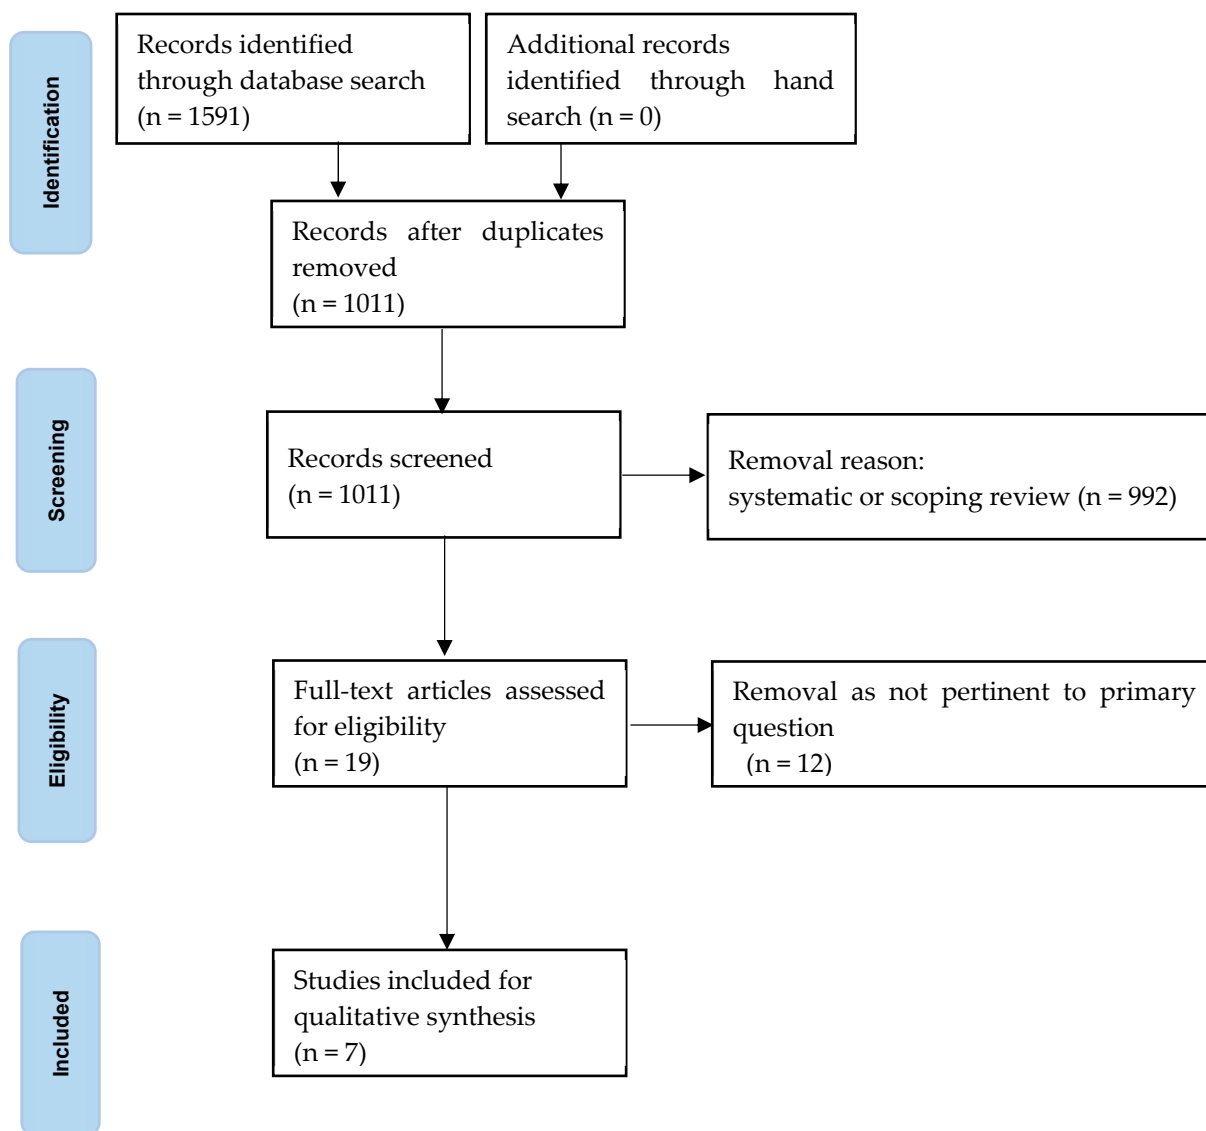 Identification
Records identified
through database search
(n = 1591)
Additional records
identified through hand
search (n = 0)
Records after duplicates
removed
(n = 1011)
Screening
Records screened
(n = 1011)
Removal reason:
systematic or scoping review (n = 992)
Eligibility
Full-text articles assessed
for eligibility
(n = 19)
Removal as not pertinent to primary
question
(n = 12)
Included
Studies included for
qualitative synthesis
(n = 7)